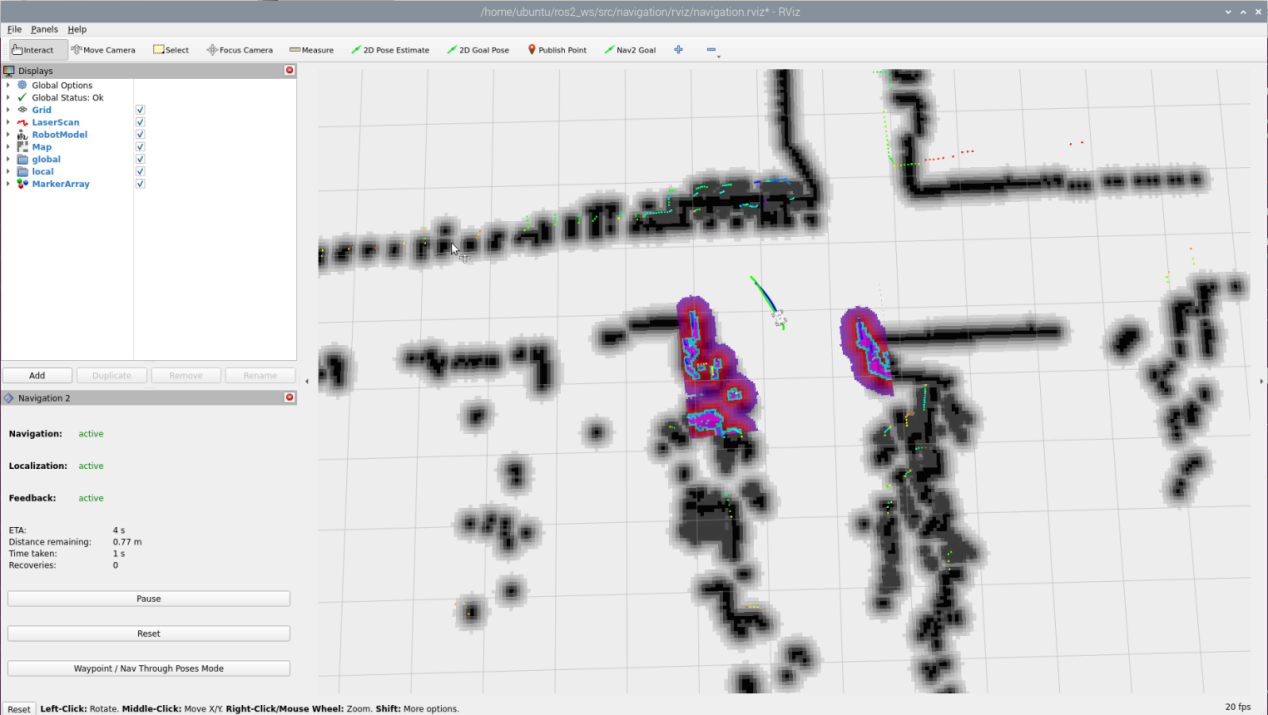 /home/ubuntu/ros2_ws/src/navigation/rviz/navigation.rviz* - RViz
File Panels Help
Interact Move Camera Select Focus Camera Measure 2D Pose Estimate 2D Goal Pose Publish Point Nav2 Goal
Displays
Global Options
Global Status: Ok
Grid
LaserScan
RobotModel
Map
global
local
MarkerArray
Add Duplicate Remove Rename
Navigation 2
Navigation: active
Localization: active
Feedback: active
ETA: 4 s
Distance remaining: 0.77 m
Time taken: 1 s
Recoveries: 0
Pause
Reset
Waypoint / Nav Through Poses Mode
Reset Left-Click: Rotate. Middle-Click: Move X/Y. Right-Click/Mouse Wheel: Zoom. Shift: More options. 20 fps